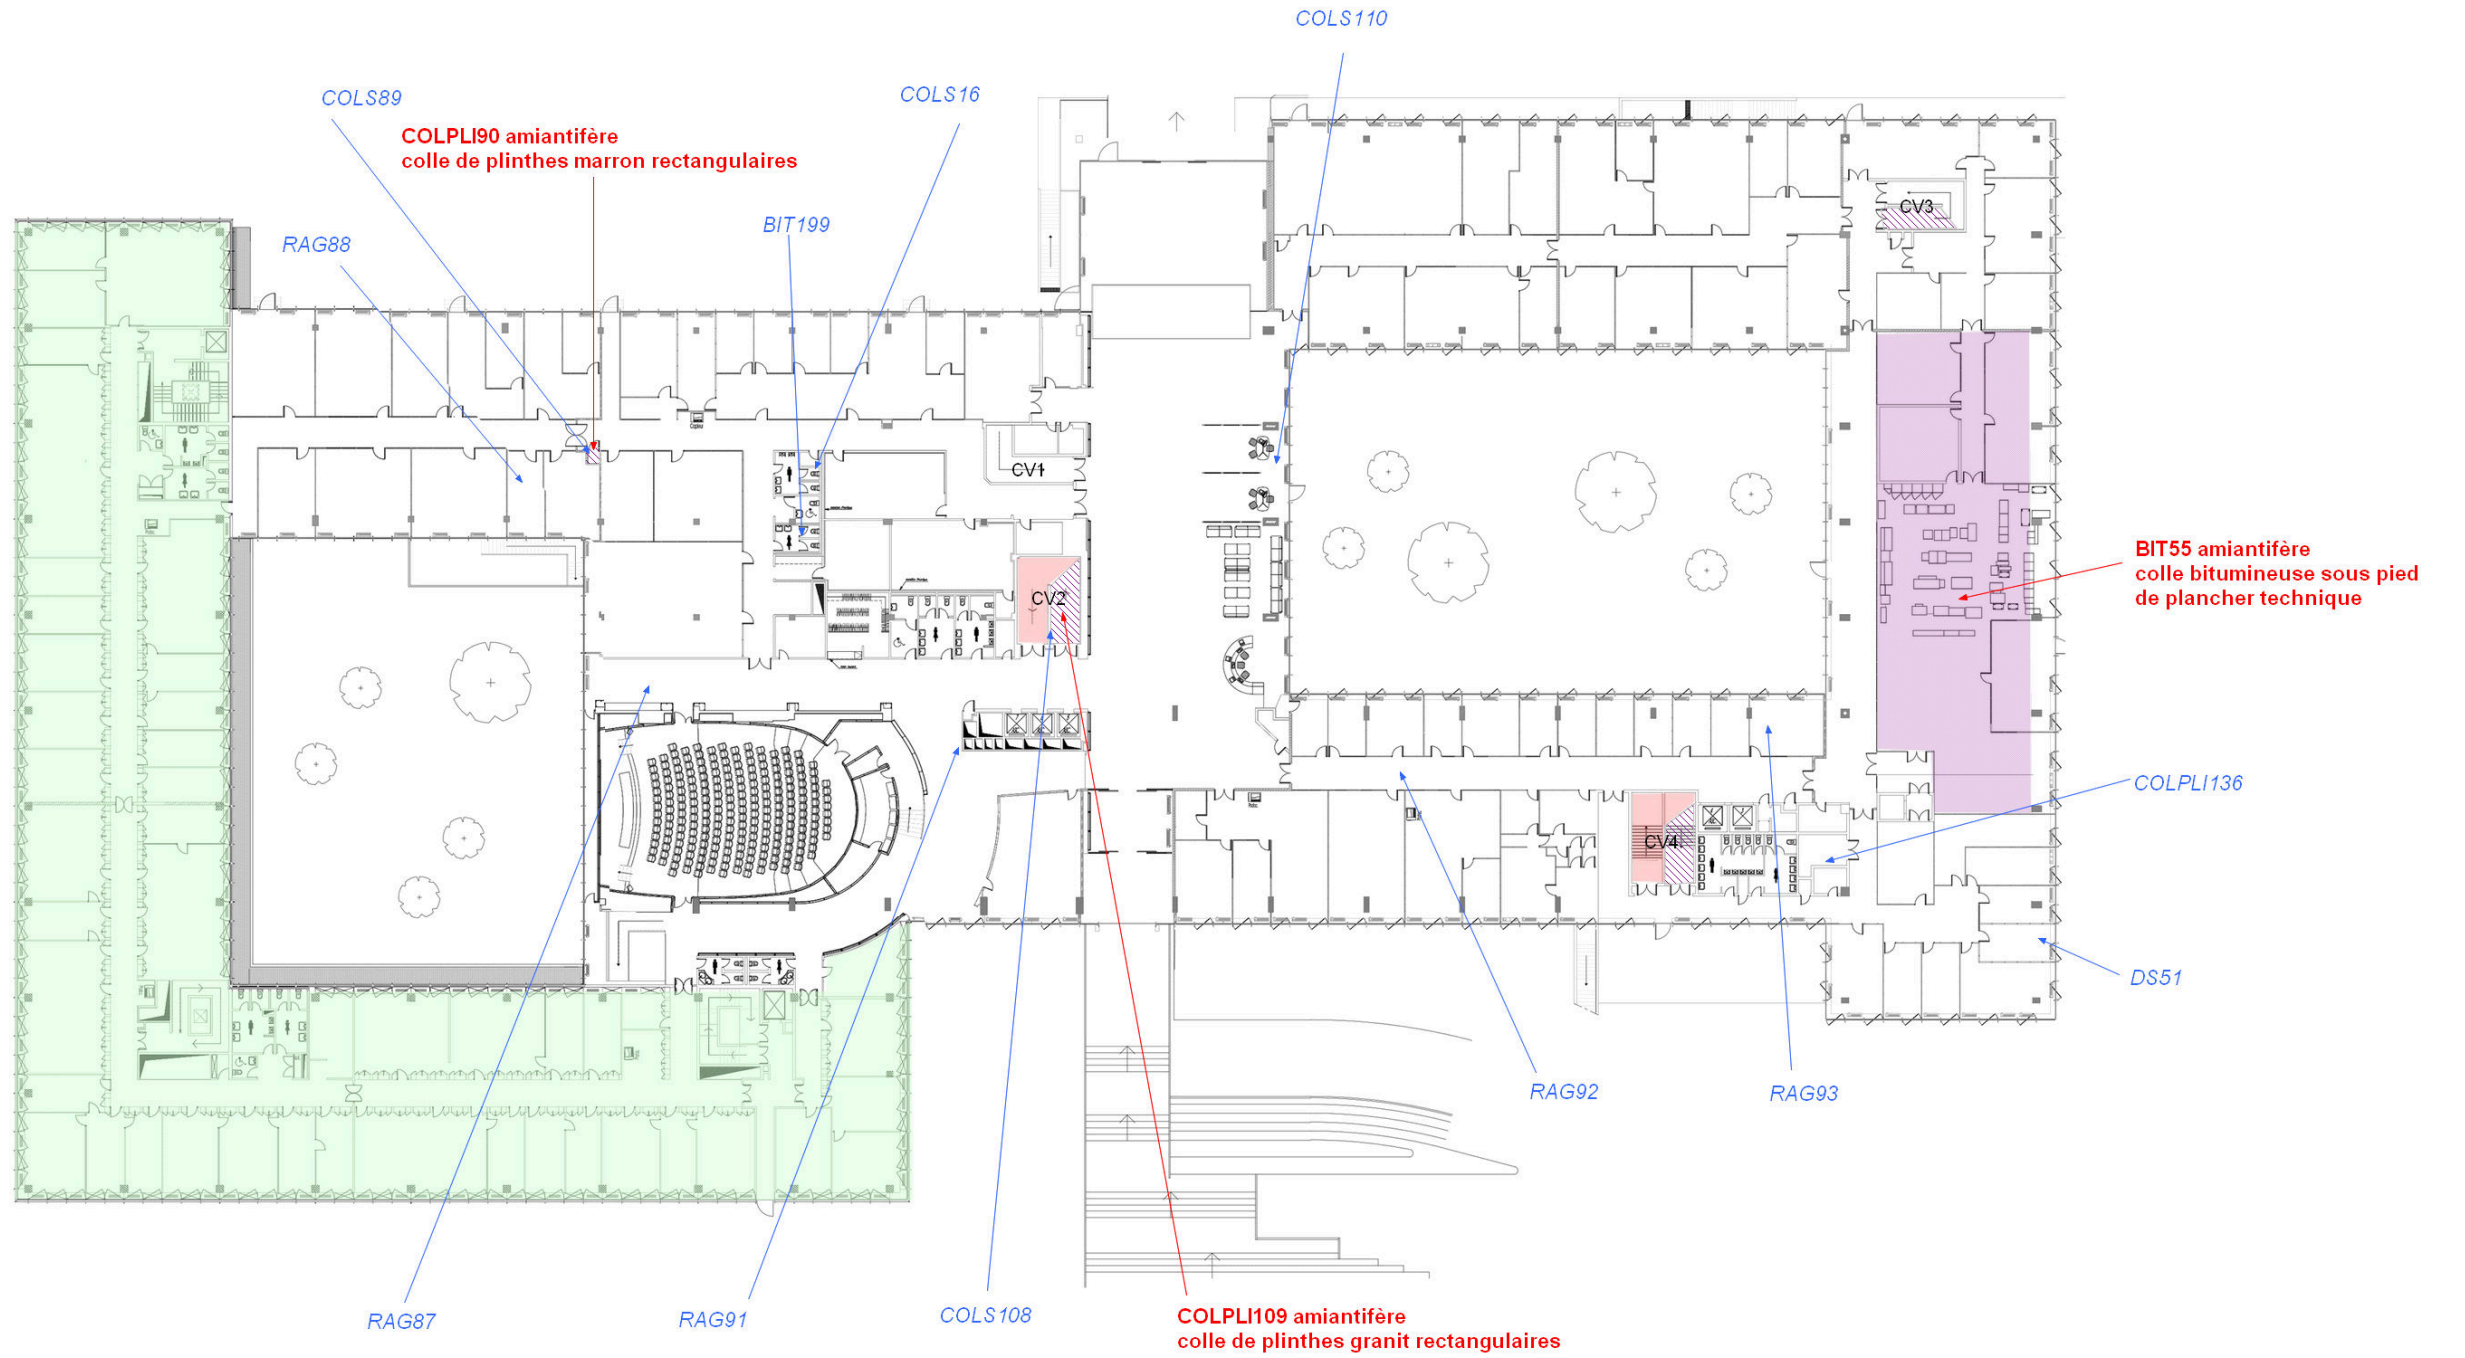 COLS110
COLS89
COLS16
COLPLI90 amiantifère
colle de plinthes marron rectangulaires
CV3
BIT199
RAG88
Copieur
CV1
BIT55 amiantifère
colle bitumineuse sous pied
de plancher technique
CV2
COLPLI136
CV4
DS51
RAG92
RAG93
RAG87
RAG91
COLS108
COLPLI109 amiantifère
colle de plinthes granit rectangulaires